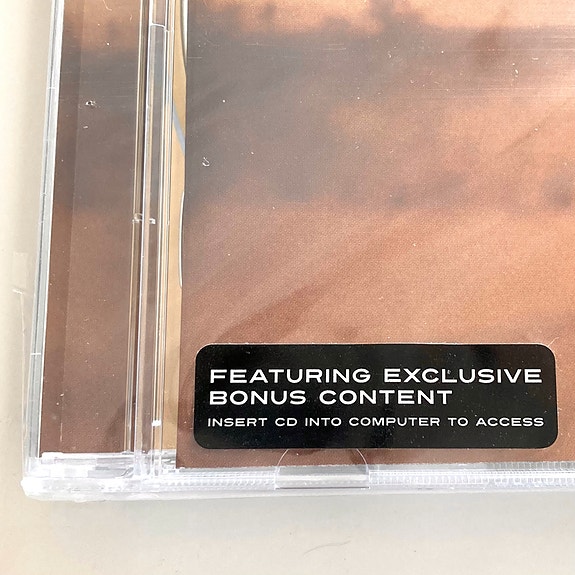 FEATURING EXCLUSIVE
BONUS CONTENT
INSERT CD INTO COMPUTER TO ACCESS